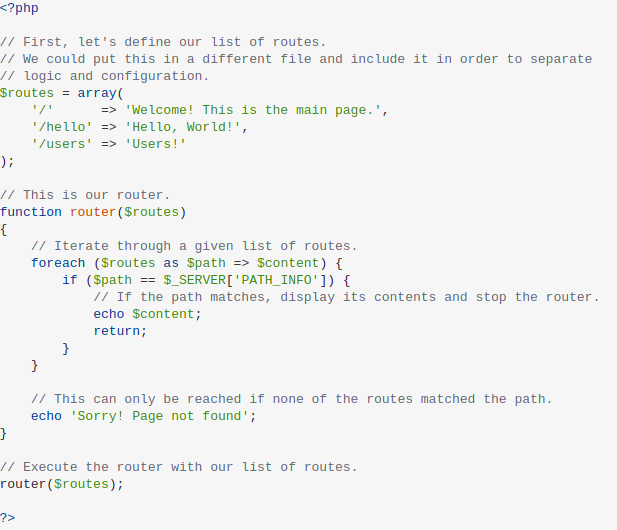 <?php

// First, let's define our list of routes.
// We could put this in a different file and include it in order to separate
// logic and configuration.
$routes = array(
    '/'      => 'Welcome! This is the main page.',
    '/hello' => 'Hello, World!',
    '/users' => 'Users!'
);

// This is our router.
function router($routes)
{
    // Iterate through a given list of routes.
    foreach ($routes as $path => $content) {
        if ($path == $_SERVER['PATH_INFO']) {
            // If the path matches, display its contents and stop the router.
            echo $content;
            return;
        }
    }

    // This can only be reached if none of the routes matched the path.
    echo 'Sorry! Page not found';
}

// Execute the router with our list of routes.
router($routes);

?>